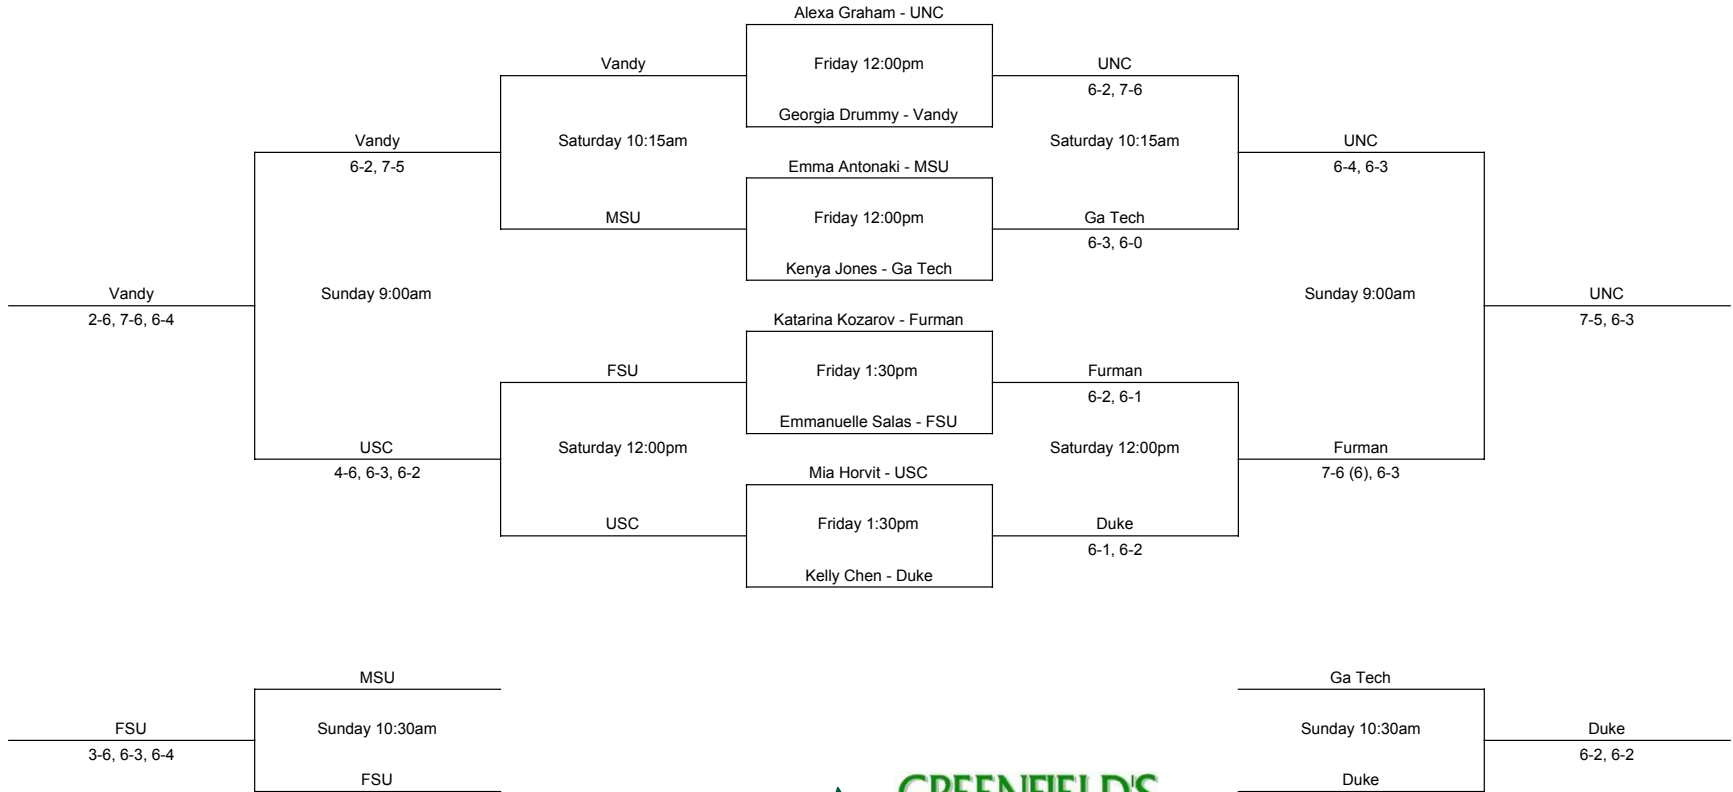 Alexa Graham - UNC
Vandy
Friday 12:00pm
UNC
6-2, 7-6
Georgia Drummy - Vandy
Vandy
Saturday 10:15am
Saturday 10:15am
UNC
6-2, 7-5
Emma Antonaki - MSU
6-4, 6-3
MSU
Friday 12:00pm
Ga Tech
6-3, 6-0
Kenya Jones - Ga Tech
Vandy
Sunday 9:00am
Sunday 9:00am
UNC
2-6, 7-6, 6-4
Katarina Kozarov - Furman
7-5, 6-3
FSU
Friday 1:30pm
Furman
6-2, 6-1
Emmanuelle Salas - FSU
USC
Saturday 12:00pm
Saturday 12:00pm
Furman
4-6, 6-3, 6-2
Mia Horvit - USC
7-6 (6), 6-3
USC
Friday 1:30pm
Duke
6-1, 6-2
Kelly Chen - Duke
MSU
Ga Tech
FSU
Sunday 10:30am
Sunday 10:30am
Duke
3-6, 6-3, 6-4
6-2, 6-2
FSU
GREENFIELD'S
Duke